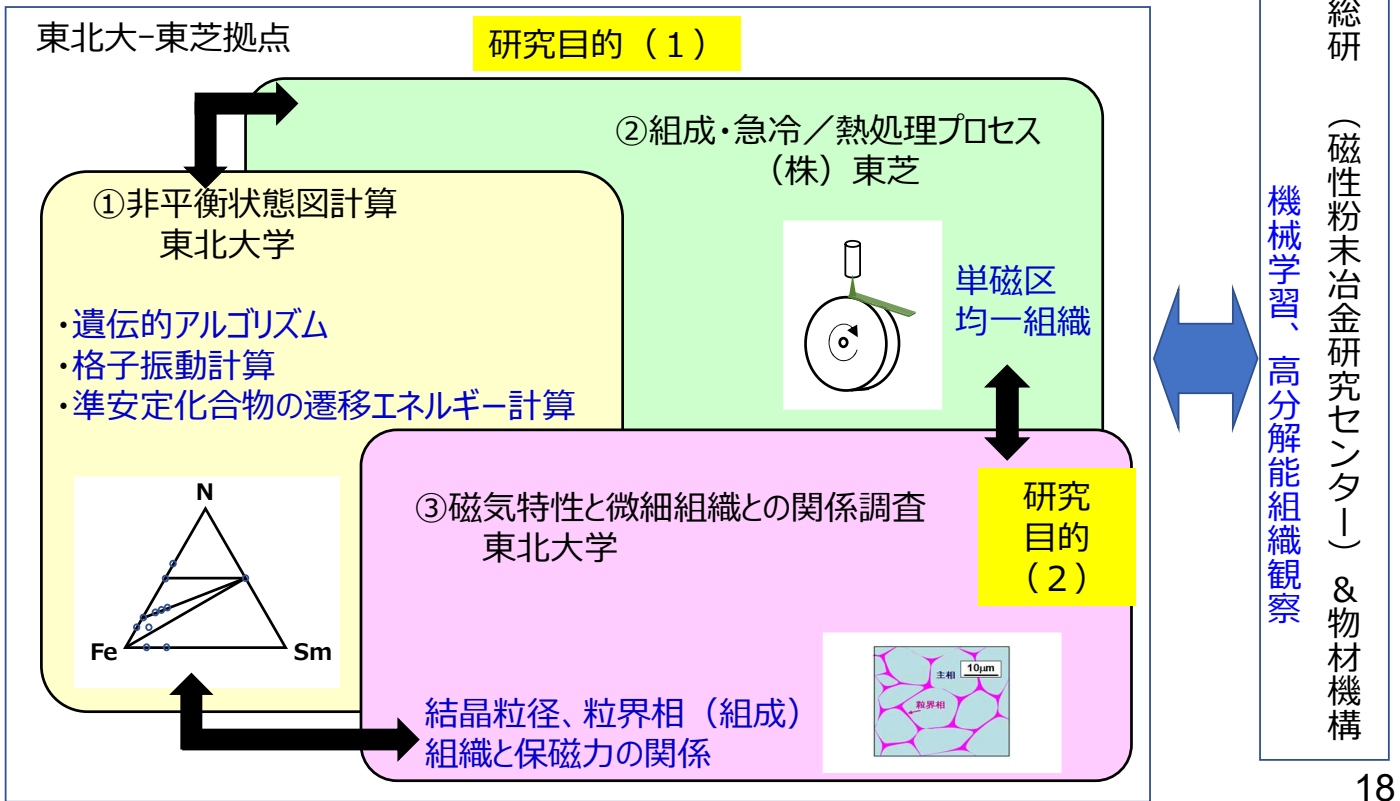 東北大-東芝拠点
研究目的（１）
②組成・急冷／熱処理プロセス
（株）東芝
①非平衡状態図計算
東北大学
・遺伝的アルゴリズム
・格子振動計算
・準安定化合物の遷移エネルギー計算
単磁区
均一組織
N
Fe
Sm
③磁気特性と微細組織との関係調査
東北大学
研究
目的
（２）
主相
10μm
粒界相
結晶粒径、粒界相（組成）
組織と保磁力の関係
総研　（磁性粉末冶金研究センター）＆物材機構
機械学習、高分解能組織観察
18